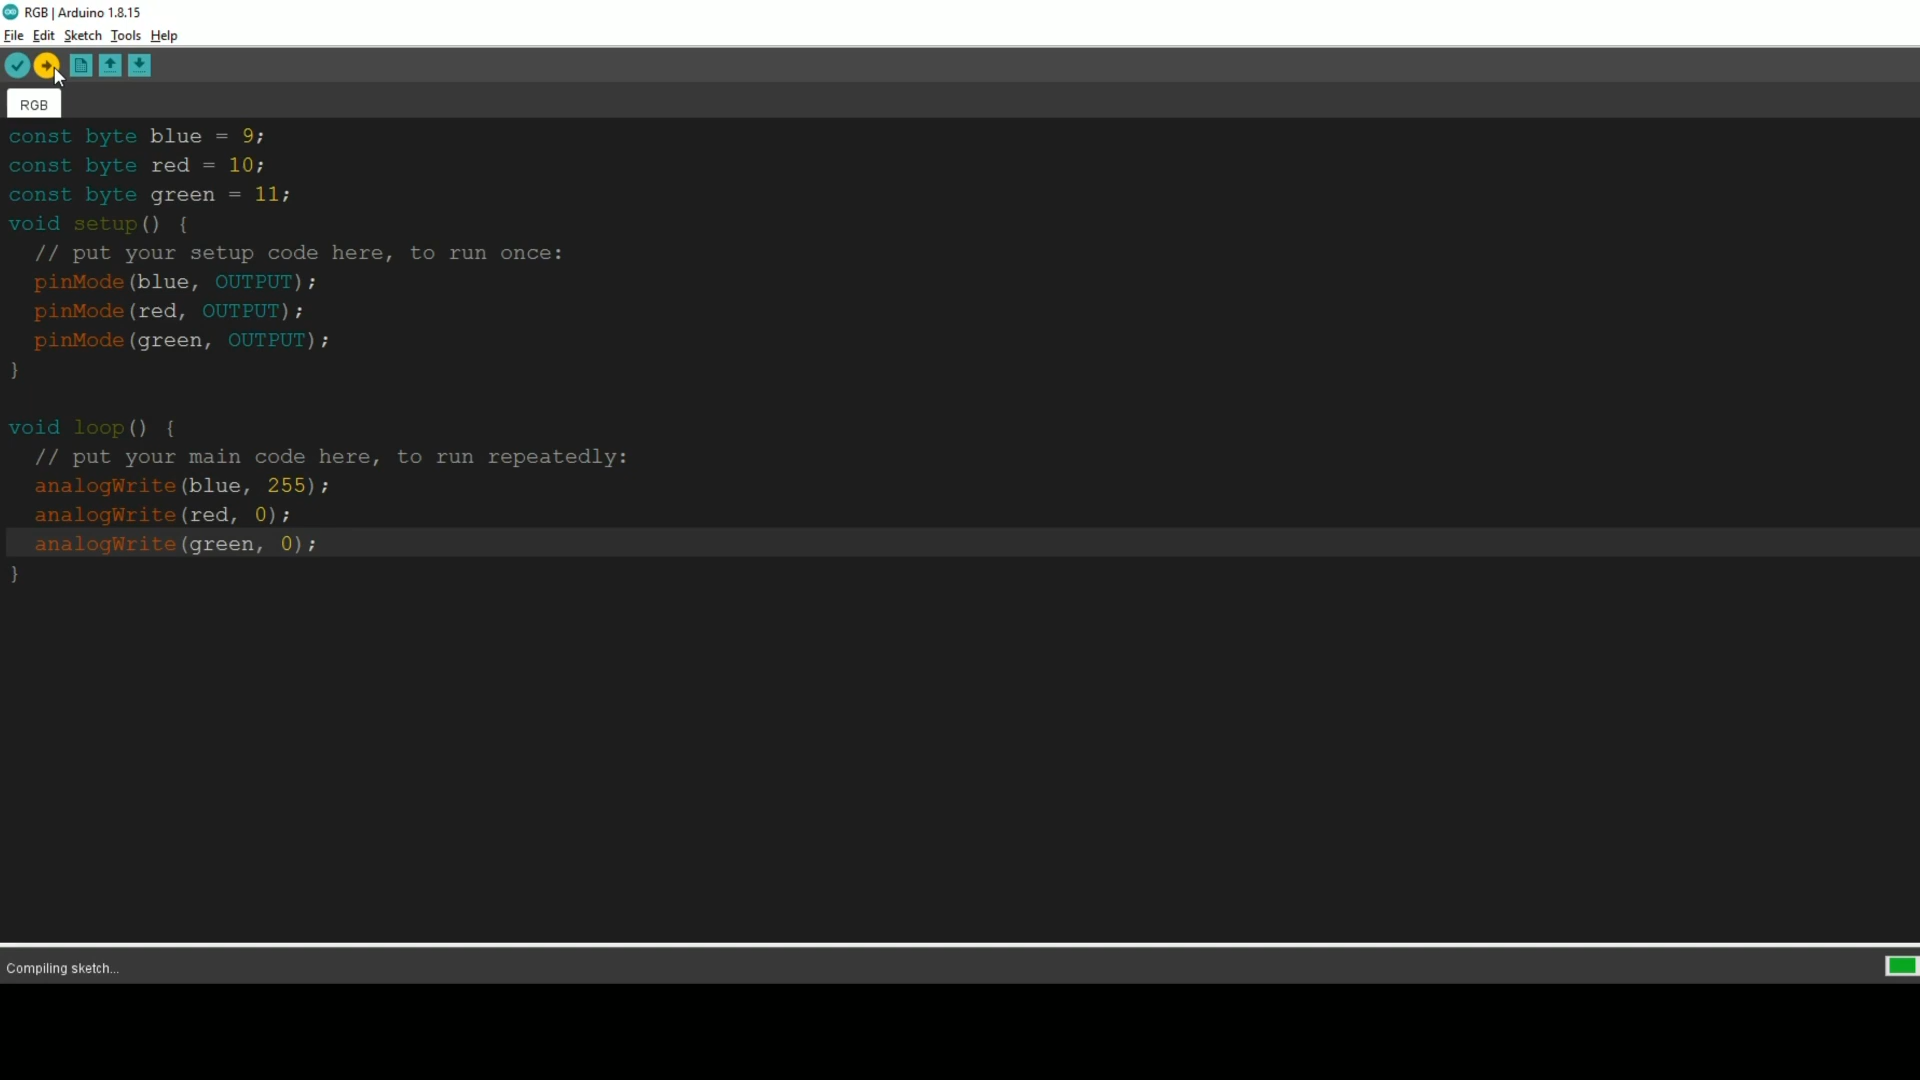 RGB | Arduino 1.8.15
File Edit Sketch Tools Help
RGB
const byte blue = 9;
const byte red = 10;
const byte green = 11;
void setup() {
  // put your setup code here, to run once:
  pinMode(blue, OUTPUT);
  pinMode(red, OUTPUT);
  pinMode(green, OUTPUT);
}
void loop() {
  // put your main code here, to run repeatedly:
  analogWrite(blue, 255);
  analogWrite(red, 0);
  analogWrite(green, 0);
}
Compiling sketch...